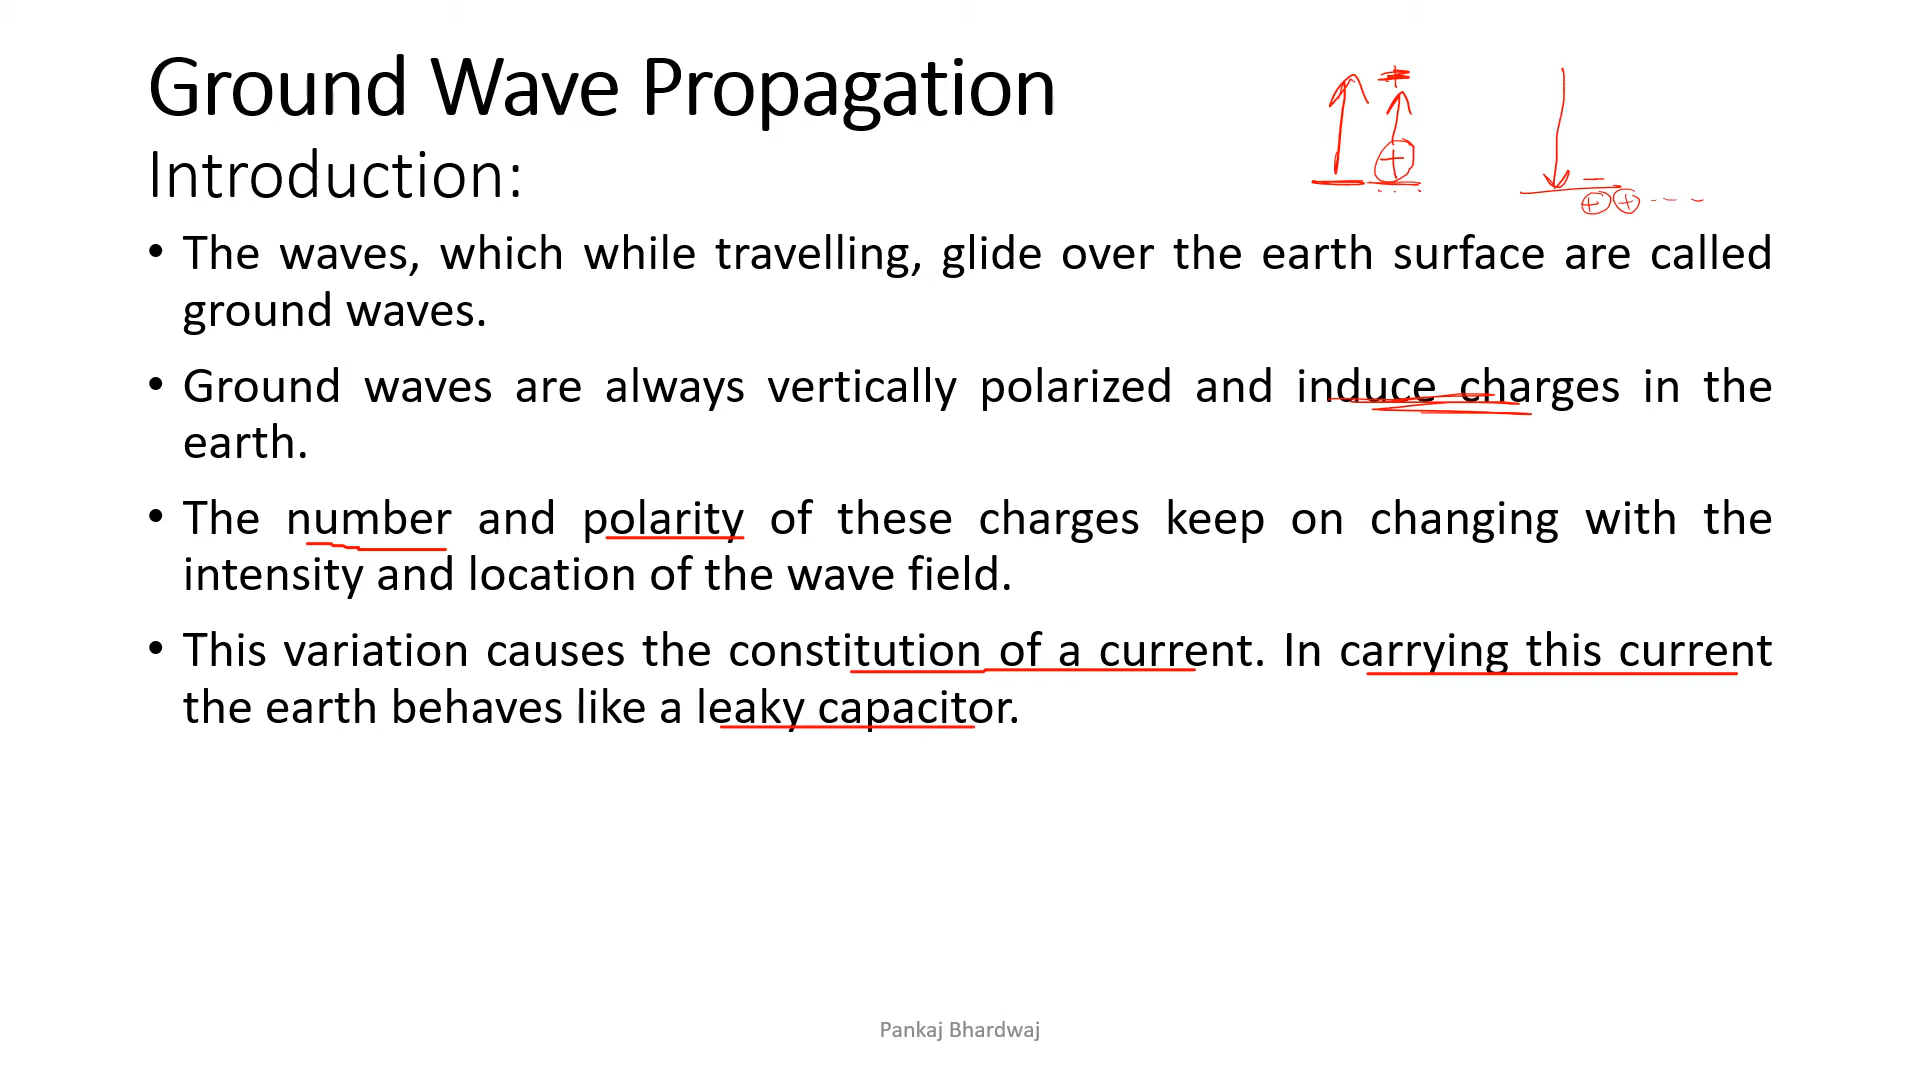 Ground Wave Propagation
Introduction:
• The waves, which while travelling, glide over the earth surface are called
ground waves.
• Ground waves are always vertically polarized and induce charges in the
earth.
• The number and polarity of these charges keep on changing with the
intensity and location of the wave field.
• This variation causes the constitution of a current. In carrying this current
the earth behaves like a leaky capacitor.
Pankaj Bhardwaj